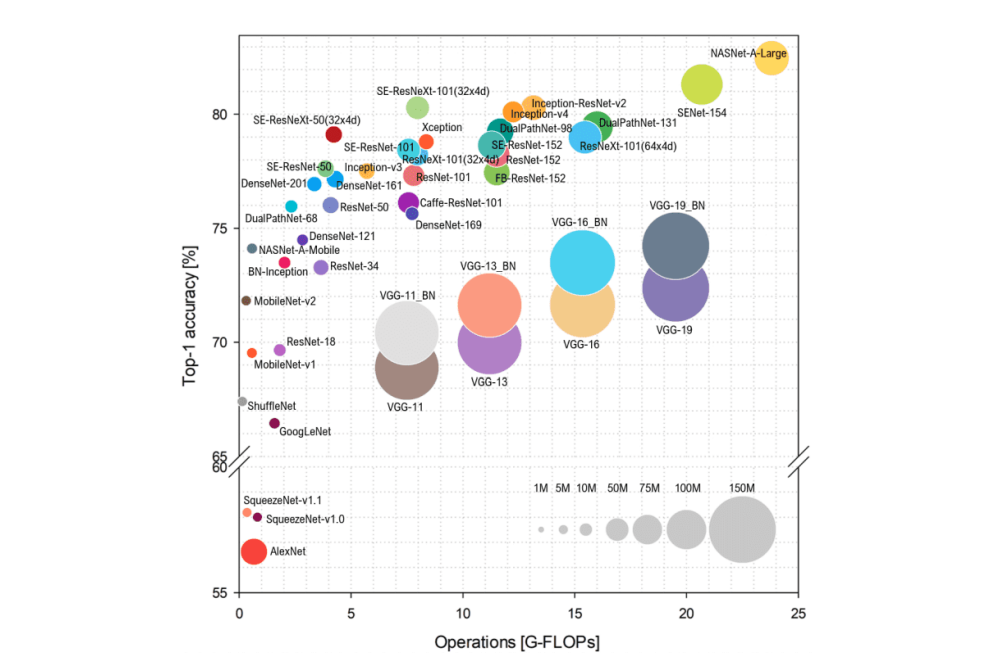 NASNet-A-Large
SE-ResNeXt-101(32x4d)
Inception-ResNet-v2
SENet-154
80
SE-ResNeXt-50(32x4d)
Inception-v4
Xception
DualPathNet-98
DualPathNet-131
SE-ResNet-101
SE-ResNet-152
ResNeXt-101(64x4d)
ResNeXt-101(32x4d)
ResNet-152
SE-ResNet-50
Inception-v3
ResNet-101
FB-ResNet-152
DenseNet-201
DenseNet-161
ResNet-50
Caffe-ResNet-101
VGG-19_BN
DualPathNet-68
DenseNet-169
VGG-16_BN
75
DenseNet-121
NASNet-A-Mobile
BN-Inception
ResNet-34
VGG-13_BN
VGG-11_BN
MobileNet-v2
VGG-19
70
ResNet-18
VGG-16
MobileNet-v1
VGG-13
ShuffleNet
VGG-11
GoogLeNet
65
60
1M 5M 10M 50M 75M 100M 150M
SqueezeNet-v1.1
SqueezeNet-v1.0
AlexNet
55
0 5 10 15 20 25
Operations [G-FLOPs]
Top-1 accuracy [%]